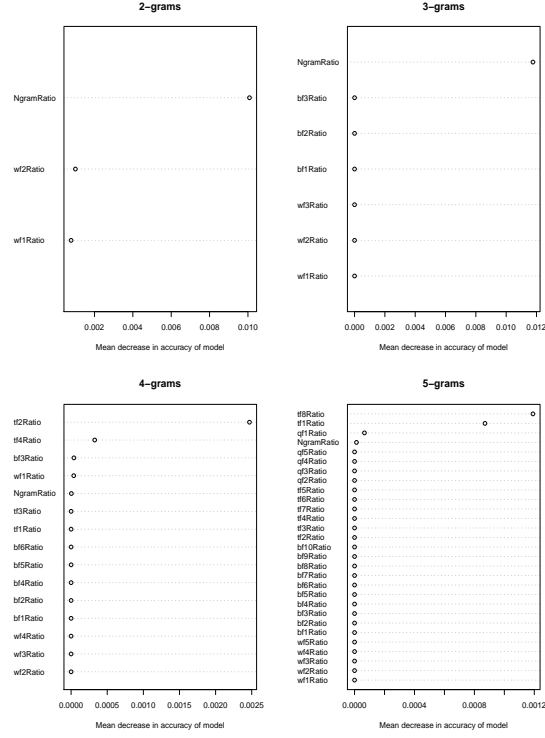 2−grams
NgramRatio
wf2Ratio
wf1Ratio
0.002 0.004 0.006 0.008 0.010
Mean decrease in accuracy of model
3−grams
NgramRatio
bf3Ratio
bf2Ratio
bf1Ratio
wf3Ratio
wf2Ratio
wf1Ratio
0.000 0.002 0.004 0.006 0.008 0.010 0.012
Mean decrease in accuracy of model
4−grams
tf2Ratio
tf4Ratio
bf3Ratio
wf1Ratio
NgramRatio
tf3Ratio
tf1Ratio
bf6Ratio
bf5Ratio
bf4Ratio
bf2Ratio
bf1Ratio
wf4Ratio
wf3Ratio
wf2Ratio
0.0000 0.0005 0.0010 0.0015 0.0020 0.0025
Mean decrease in accuracy of model
5−grams
tf8Ratio
tf1Ratio
qf1Ratio
NgramRatio
qf5Ratio
qf4Ratio
qf3Ratio
qf2Ratio
tf5Ratio
tf6Ratio
tf7Ratio
tf4Ratio
tf3Ratio
tf2Ratio
bf10Ratio
bf9Ratio
bf8Ratio
bf7Ratio
bf6Ratio
bf5Ratio
bf4Ratio
bf3Ratio
bf2Ratio
bf1Ratio
wf5Ratio
wf4Ratio
wf3Ratio
wf2Ratio
wf1Ratio
0.0000 0.0004 0.0008 0.0012
Mean decrease in accuracy of model